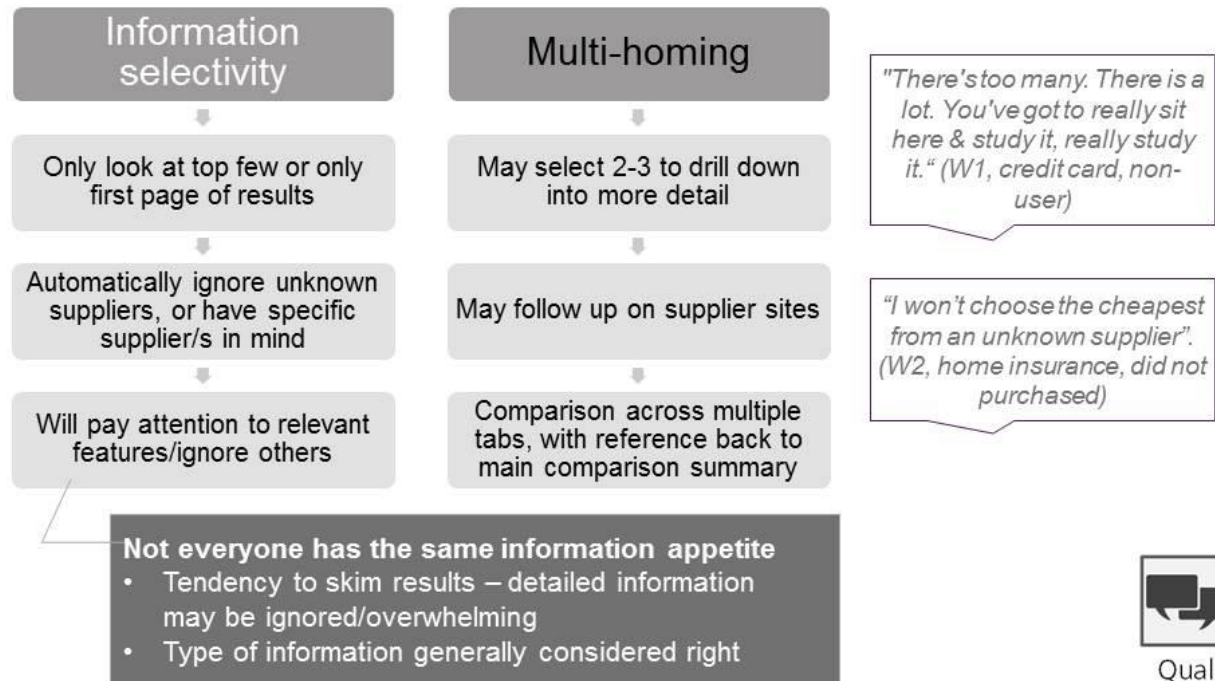 Information
selectivity
Only look at top few or only
first page of results
Automatically ignore unknown
suppliers, or have specific
supplier/s in mind
Will pay attention to relevant
features/ignore others
Multi-homing
May select 2-3 to drill down
into more detail
May follow up on supplier sites
Comparison across multiple
tabs, with reference back to
main comparison summary
"There's too many. There is a
lot. You've got to really sit
here & study it, really study
it.“ (W1, credit card, non-
user)
“I won’t choose the cheapest
from an unknown supplier”.
(W2, home insurance, did not
purchased)
Not everyone has the same information appetite
• Tendency to skim results – detailed information
may be ignored/overwhelming
• Type of information generally considered right
Qual